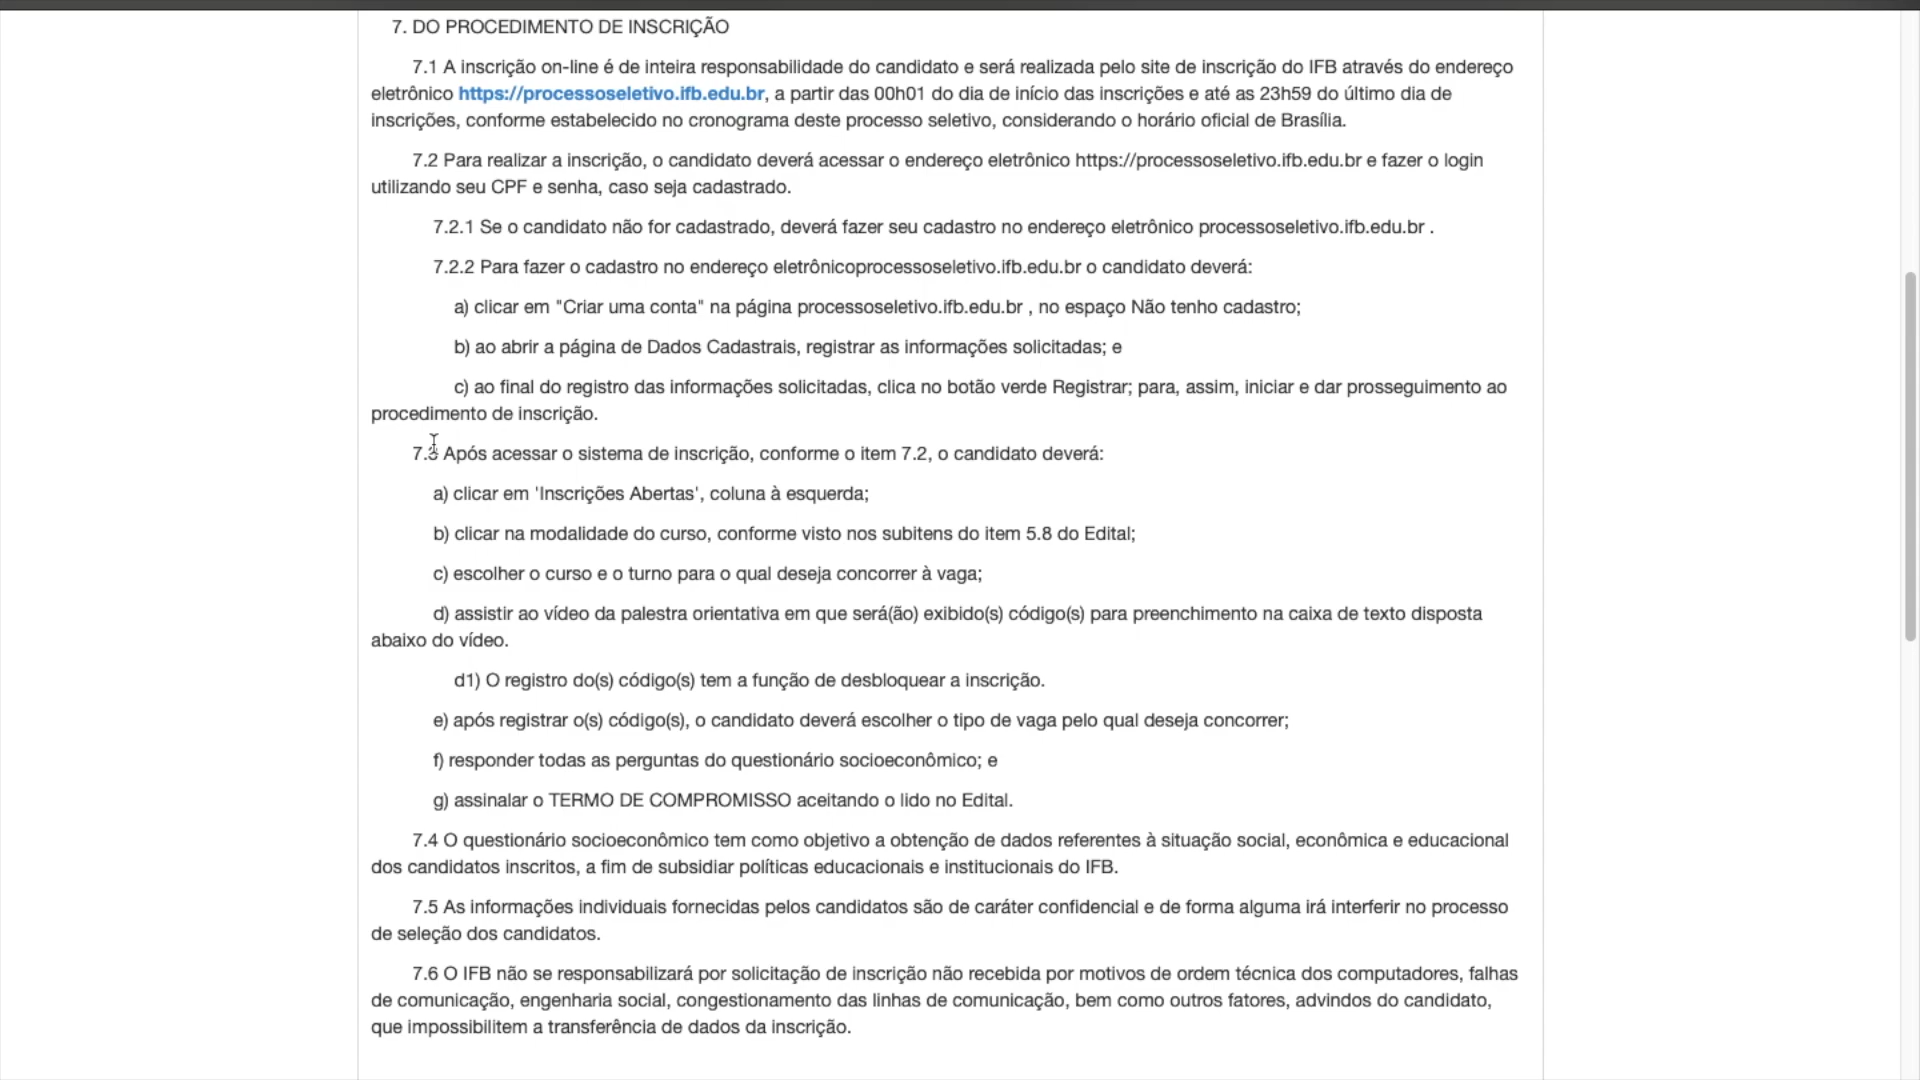 7. DO PROCEDIMENTO DE INSCRIÇÃO
7.1 A inscrição on-line é de inteira responsabilidade do candidato e será realizada pelo site de inscrição do IFB através do endereço
eletrônico https://processoseletivo.ifb.edu.br, a partir das 00h01 do dia de início das inscrições e até as 23h59 do último dia de
inscrições, conforme estabelecido no cronograma deste processo seletivo, considerando o horário oficial de Brasília.
7.2 Para realizar a inscrição, o candidato deverá acessar o endereço eletrônico https://processoseletivo.ifb.edu.br e fazer o login
utilizando seu CPF e senha, caso seja cadastrado.
7.2.1 Se o candidato não for cadastrado, deverá fazer seu cadastro no endereço eletrônico processoseletivo.ifb.edu.br .
7.2.2 Para fazer o cadastro no endereço eletrônicoprocessoseletivo.ifb.edu.br o candidato deverá:
a) clicar em "Criar uma conta" na página processoseletivo.ifb.edu.br , no espaço Não tenho cadastro;
b) ao abrir a página de Dados Cadastrais, registrar as informações solicitadas; e
c) ao final do registro das informações solicitadas, clica no botão verde Registrar; para, assim, iniciar e dar prosseguimento ao
procedimento de inscrição.
7.3 Após acessar o sistema de inscrição, conforme o item 7.2, o candidato deverá:
a) clicar em 'Inscrições Abertas', coluna à esquerda;
b) clicar na modalidade do curso, conforme visto nos subitens do item 5.8 do Edital;
c) escolher o curso e o turno para o qual deseja concorrer à vaga;
d) assistir ao vídeo da palestra orientativa em que será(ão) exibido(s) código(s) para preenchimento na caixa de texto disposta
abaixo do vídeo.
d1) O registro do(s) código(s) tem a função de desbloquear a inscrição.
e) após registrar o(s) código(s), o candidato deverá escolher o tipo de vaga pelo qual deseja concorrer;
f) responder todas as perguntas do questionário socioeconômico; e
g) assinalar o TERMO DE COMPROMISSO aceitando o lido no Edital.
7.4 O questionário socioeconômico tem como objetivo a obtenção de dados referentes à situação social, econômica e educacional
dos candidatos inscritos, a fim de subsidiar políticas educacionais e institucionais do IFB.
7.5 As informações individuais fornecidas pelos candidatos são de caráter confidencial e de forma alguma irá interferir no processo
de seleção dos candidatos.
7.6 O IFB não se responsabilizará por solicitação de inscrição não recebida por motivos de ordem técnica dos computadores, falhas
de comunicação, engenharia social, congestionamento das linhas de comunicação, bem como outros fatores, advindos do candidato,
que impossibilitem a transferência de dados da inscrição.